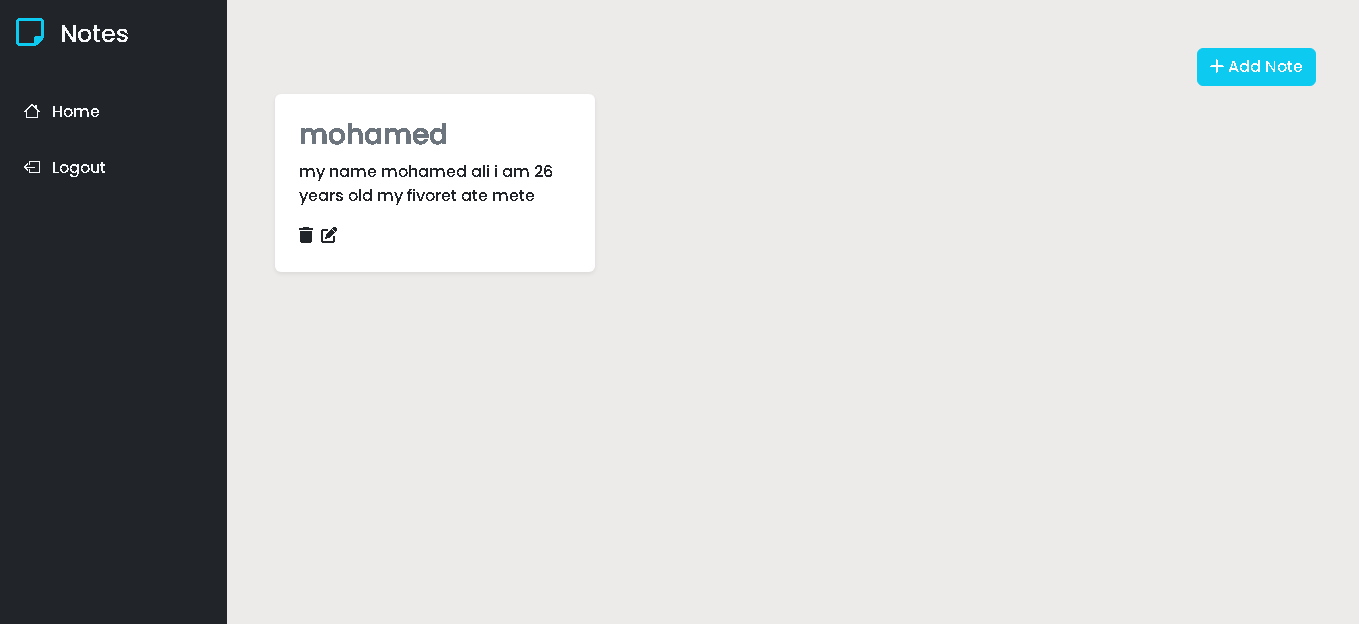 Notes
Home
Logout
+ Add Note
mohamed
my name mohamed ali i am 26
years old my fivoret ate mete